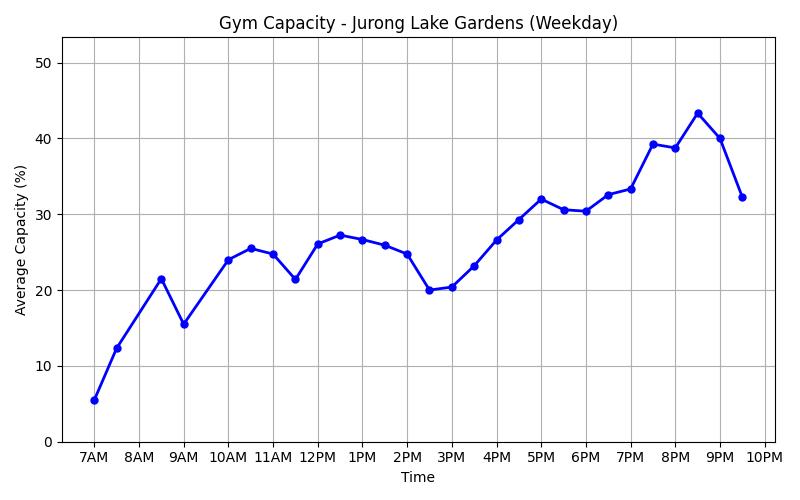 Gym Capacity - Jurong Lake Gardens (Weekday)
Average Capacity (%)
50
40
30
20
10
0
7AM 8AM 9AM 10AM 11AM 12PM 1PM 2PM 3PM 4PM 5PM 6PM 7PM 8PM 9PM 10PM
Time